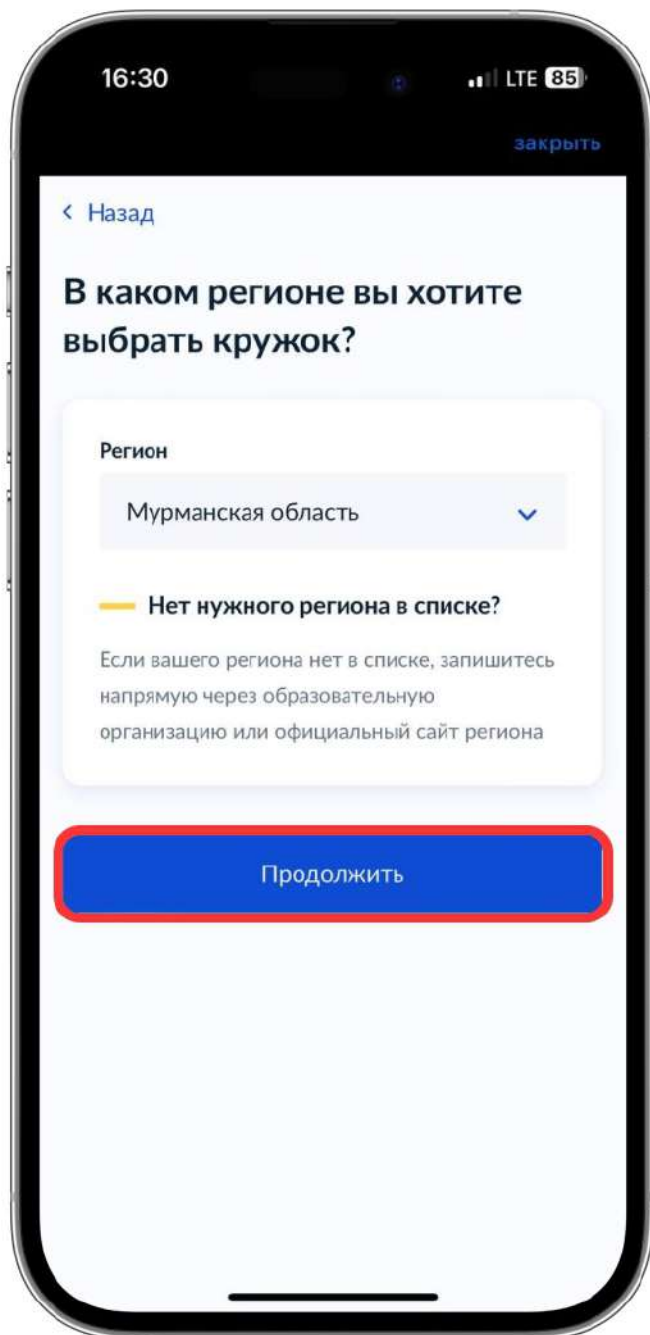 16:30 LTE 85
закрыть
Назад
В каком регионе вы хотите
выбрать кружок?
Регион
Мурманская область
Нет нужного региона в списке?
Если вашего региона нет в списке, запишитесь
напрямую через образовательную
организацию или официальный сайт региона
Продолжить